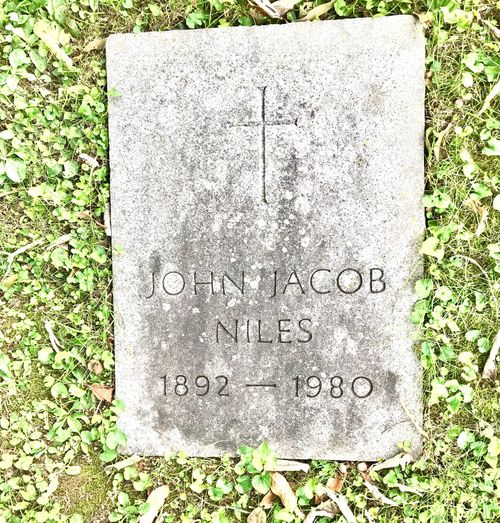 JOHN JACOB
NILES
1892 — 1980